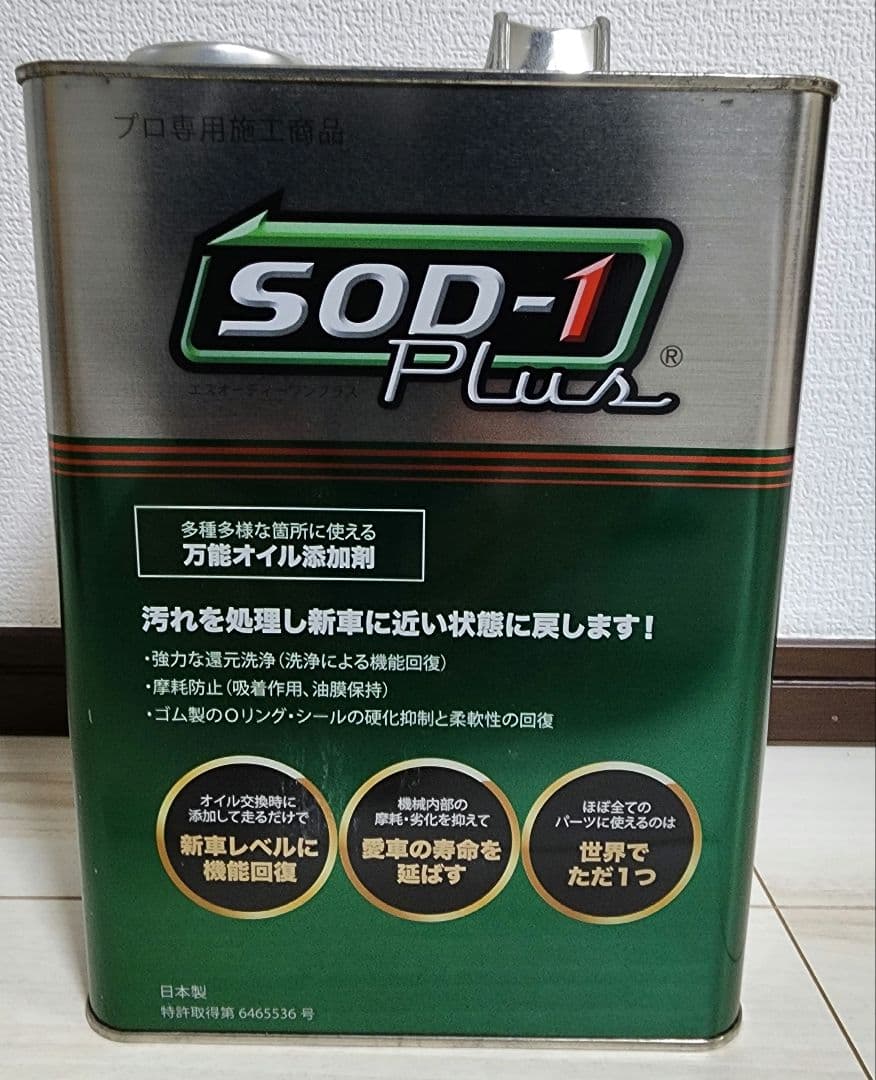 プロ専用施工商品
SOD-1
Plus®
エスオーディーワンプラス
多種多様な箇所に使える
万能オイル添加剤
汚れを処理し新車に近い状態に戻します!
・強力な還元洗浄(洗浄による機能回復)
・摩耗防止(吸着作用、油膜保持)
・ゴム製のOリング・シールの硬化抑制と柔軟性の回復
オイル交換時に
添加して走るだけで
新車レベルに
機能回復
機械内部の
摩耗・劣化を抑えて
愛車の寿命を
延ばす
ほぼ全ての
パーツに使えるのは
世界で
ただ1つ
日本製
特許取得第 6465536 号